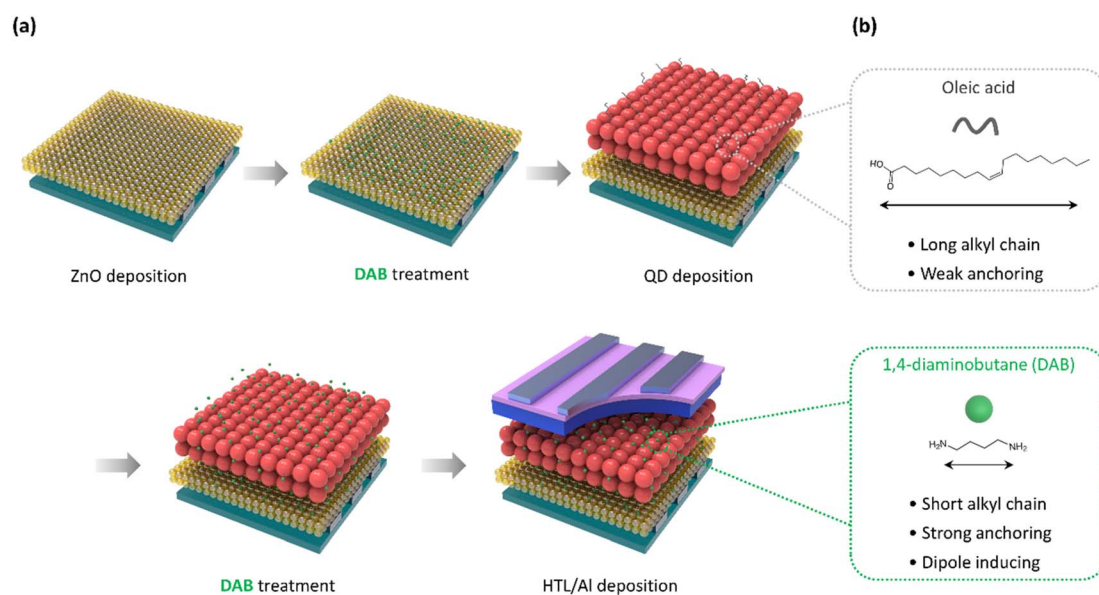 (a)
(b)
ZnO deposition
DAB treatment
QD deposition
Oleic acid
HO
O
• Long alkyl chain
• Weak anchoring
DAB treatment
HTL/Al deposition
1,4-diaminobutane (DAB)
H₂N
NH₂
• Short alkyl chain
• Strong anchoring
• Dipole inducing